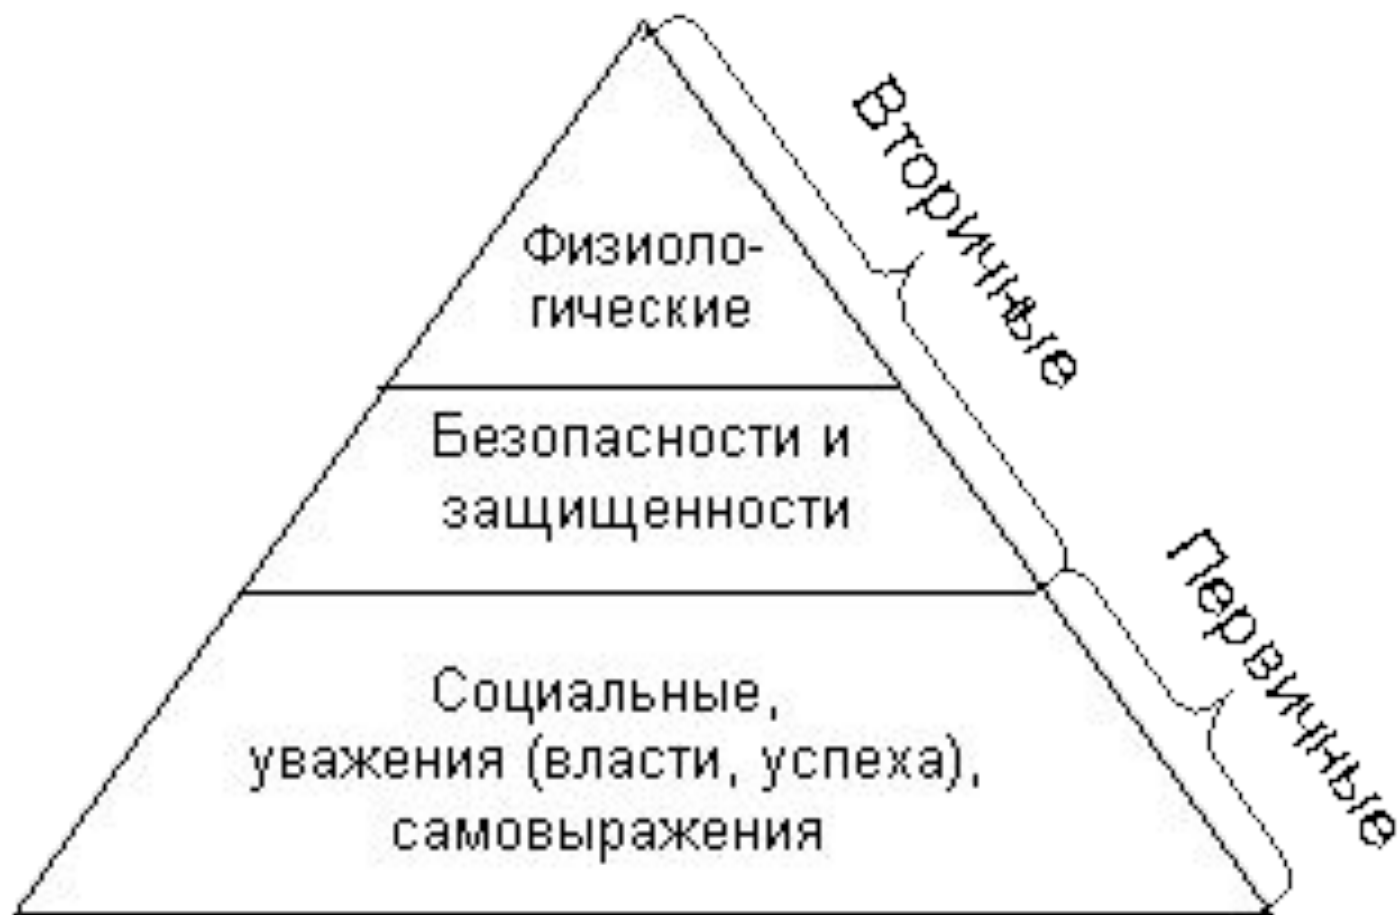 Вторичные
Физиоло-
гические
Безопасности и
защищенности
Первичные
Социальные,
уважения (власти, успеха),
самовыражения